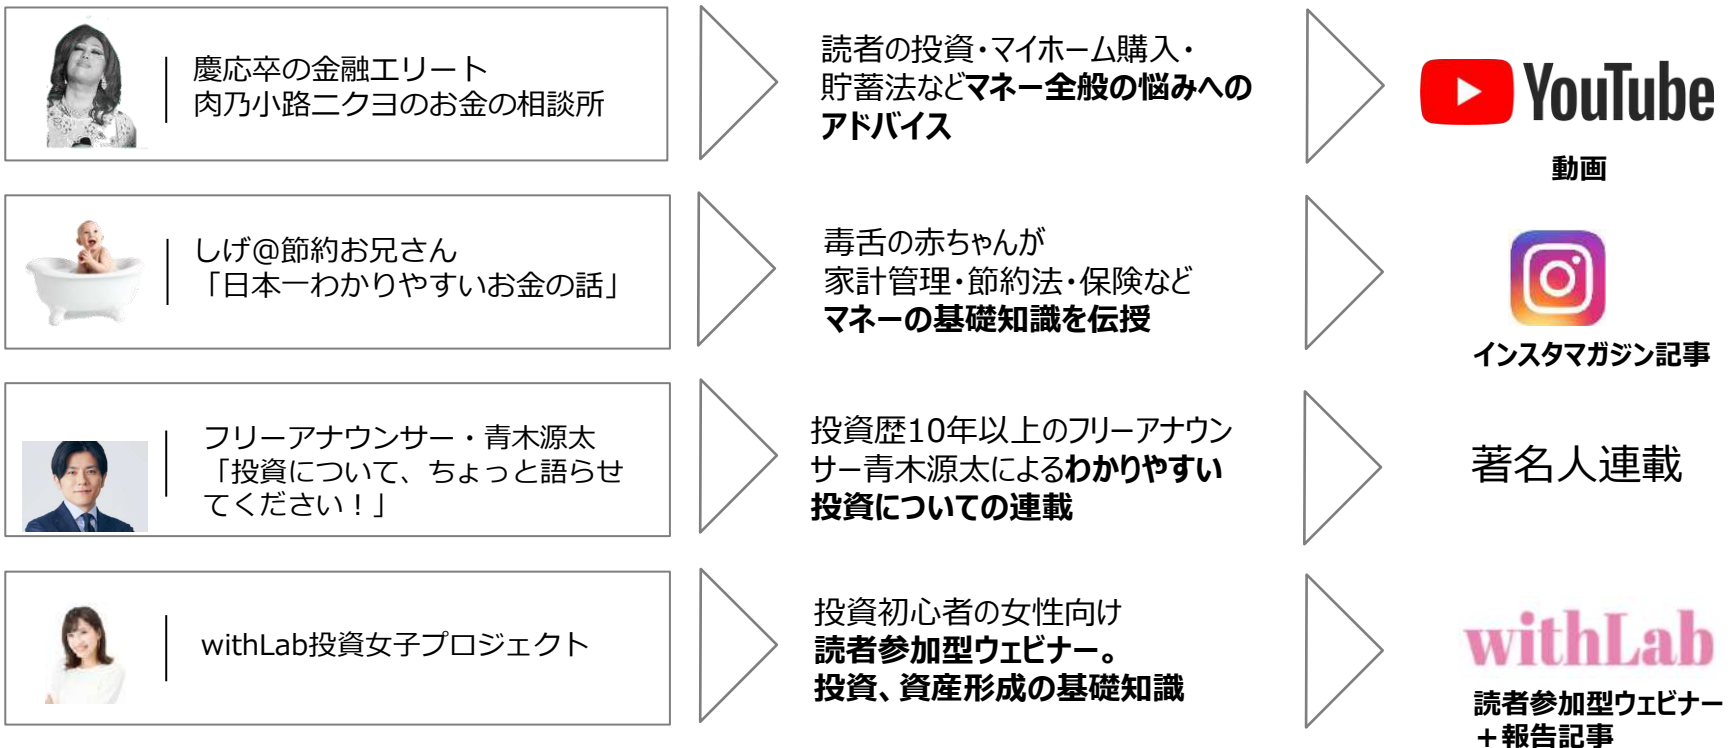 慶応卒の金融エリート
肉乃小路ニクヨのお金の相談所
読者の投資・マイホーム購入・
貯蓄法などマネー全般の悩みへの
アドバイス
YouTube
動画
しげ@節約お兄さん
「日本一わかりやすいお金の話」
毒舌の赤ちゃんが
家計管理・節約法・保険など
マネーの基礎知識を伝授
インスタマガジン記事
フリーアナウンサー・青木源太
「投資について、ちょっと語らせ
てください！」
投資歴10年以上のフリーアナウン
サー青木源太によるわかりやすい
投資についての連載
著名人連載
withLab投資女子プロジェクト
投資初心者の女性向け
読者参加型ウェビナー。
投資、資産形成の基礎知識
withLab
読者参加型ウェビナー
＋報告記事